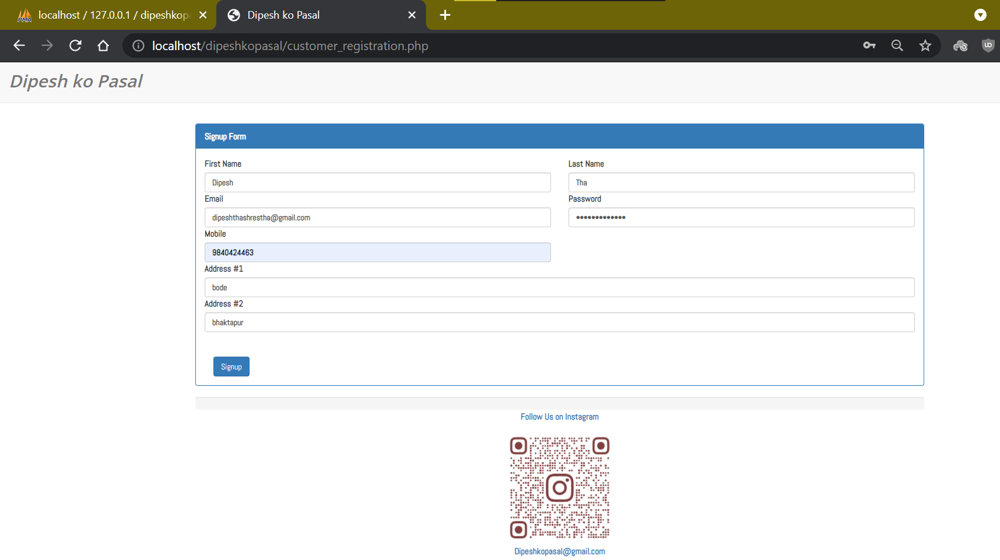 PMA localhost / 127.0.0.1 / dipeshkopa
Dipesh ko Pasal
localhost/dipeshkopasal/customer_registration.php
Dipesh ko Pasal
Signup Form
First Name
Last Name
Dipesh
Tha
Email
Password
dipeshthashrestha@gmail.com
•••••••••••••
Mobile
9840424463
Address #1
bode
Address #2
bhaktapur
Signup
Follow Us on Instagram
Dipeshkopasal@gmail.com